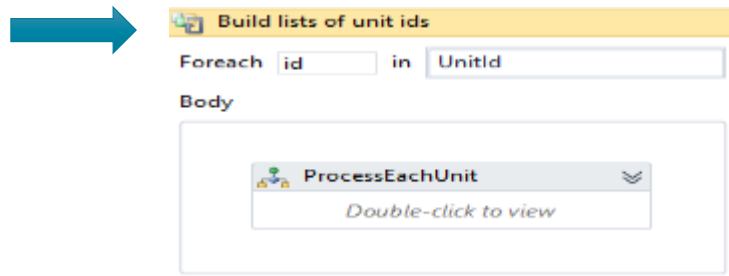 Build lists of unit ids
Foreach id in UnitId
Body
ProcessEachUnit
Double-click to view